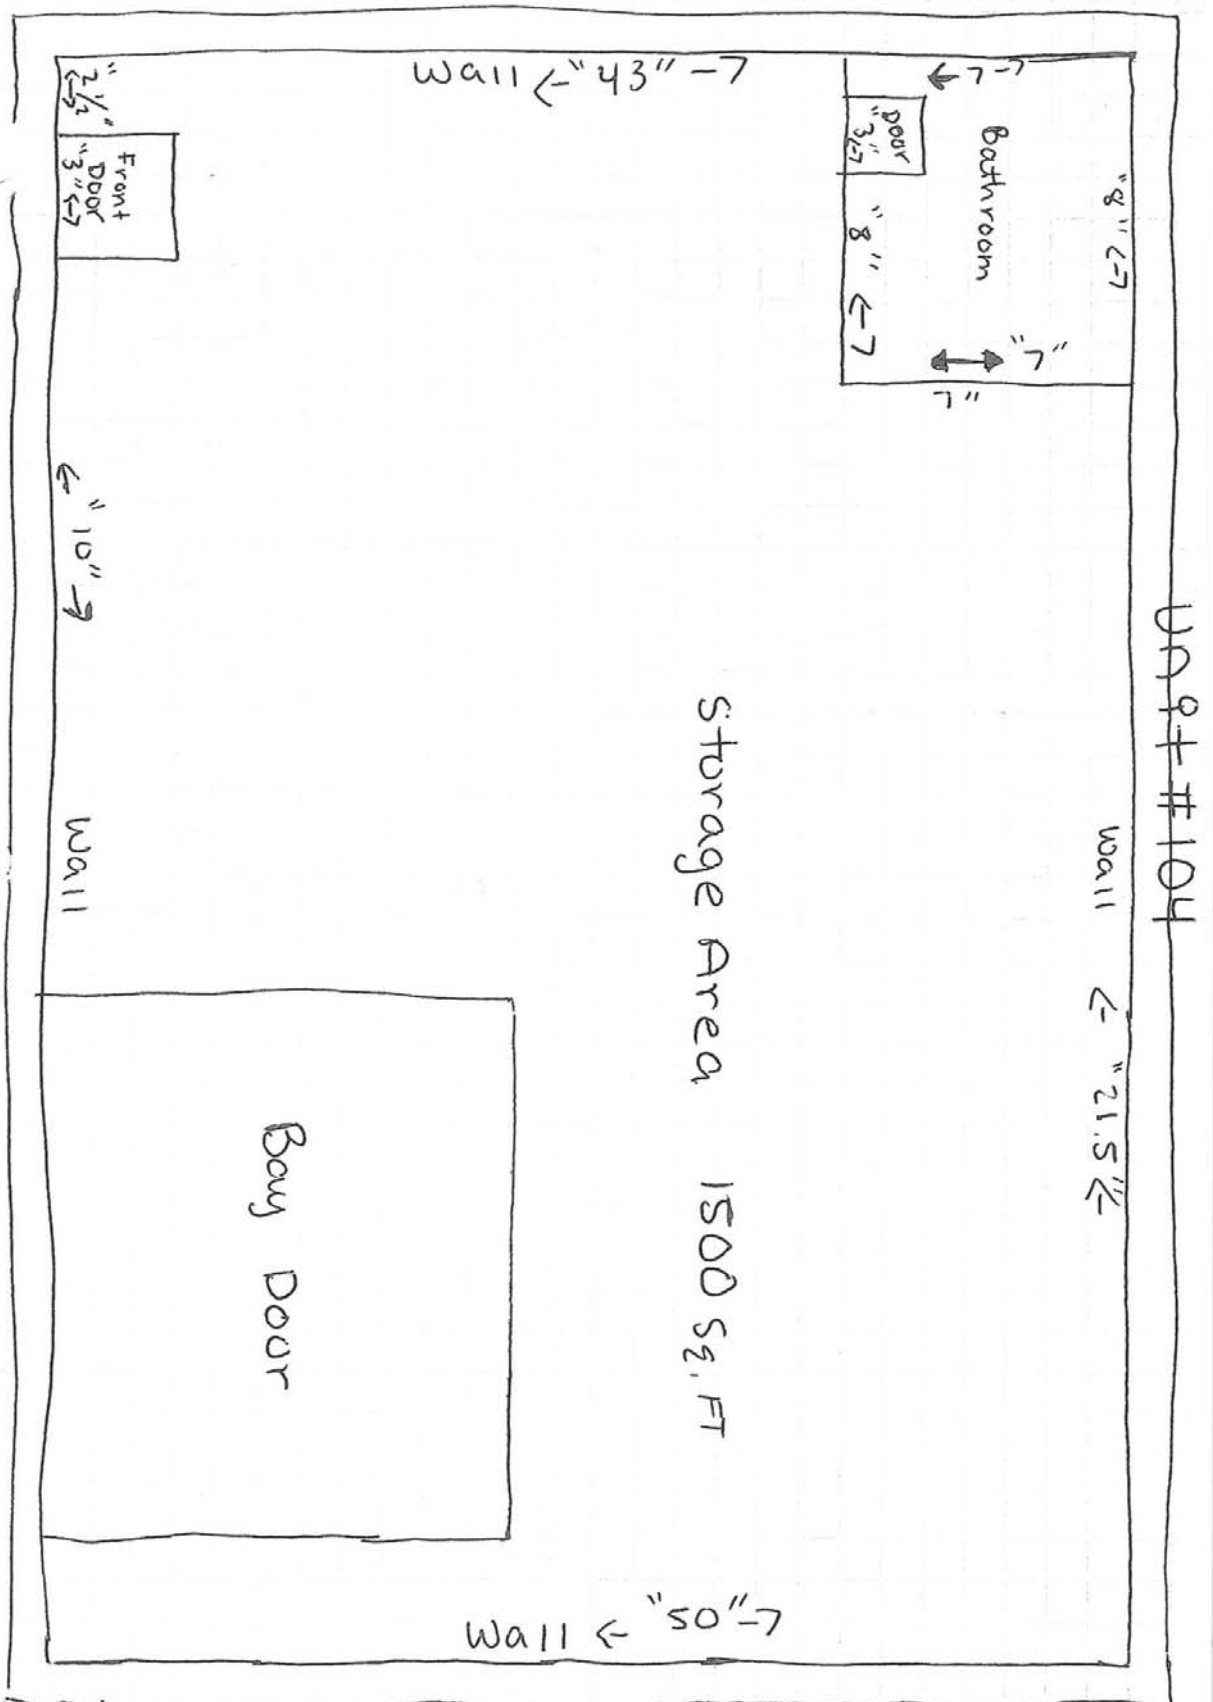 Unit #104
Wall ←"43"→
"2 1/2"
←→
Front
Door
"3" ←→
Door
"3" ←→
Bathroom
←7→
"8" ←→
"8" ←→
"7"
7"
← "10" →
Wall
Wall ← "21.5" →
Storage Area 1500 Sq. FT
Bay Door
Wall ← "50" →